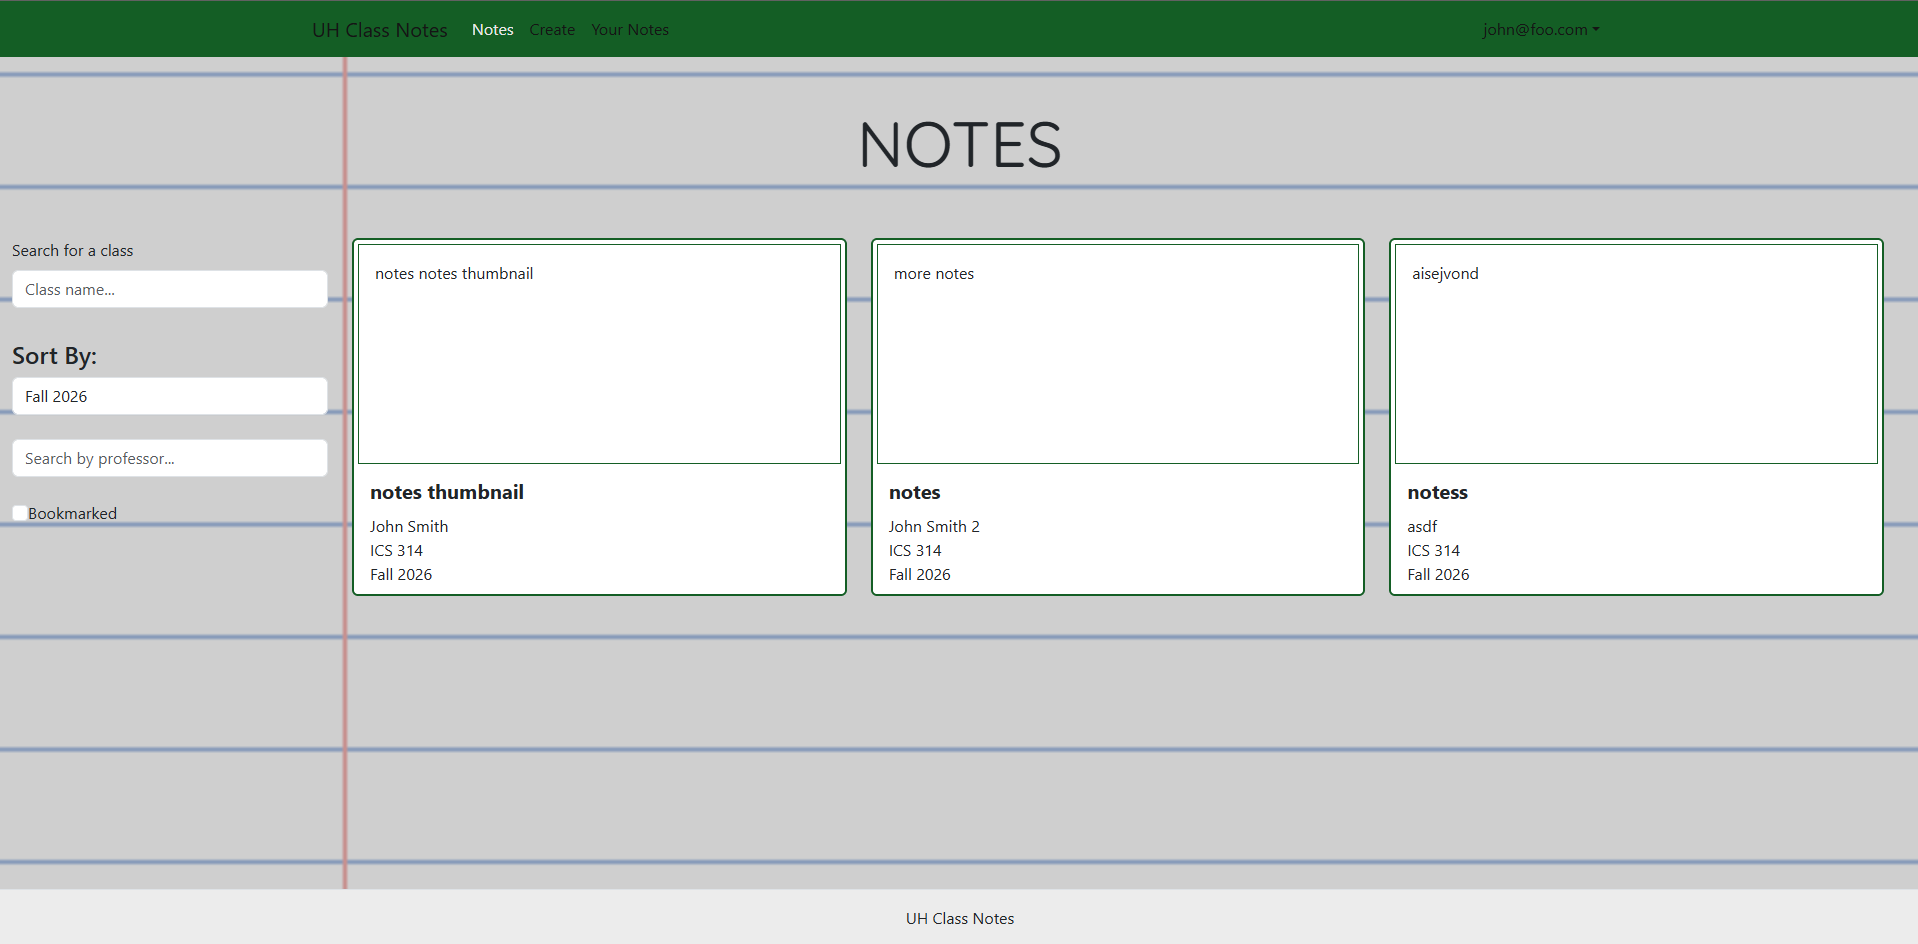 UH Class Notes Notes Create Your Notes john@foo.com
NOTES
Search for a class
Class name...
Sort By:
Fall 2026
Search by professor...
Bookmarked
notes notes thumbnail
notes thumbnail
John Smith
ICS 314
Fall 2026
more notes
notes
John Smith 2
ICS 314
Fall 2026
aisejvond
notess
asdf
ICS 314
Fall 2026
UH Class Notes